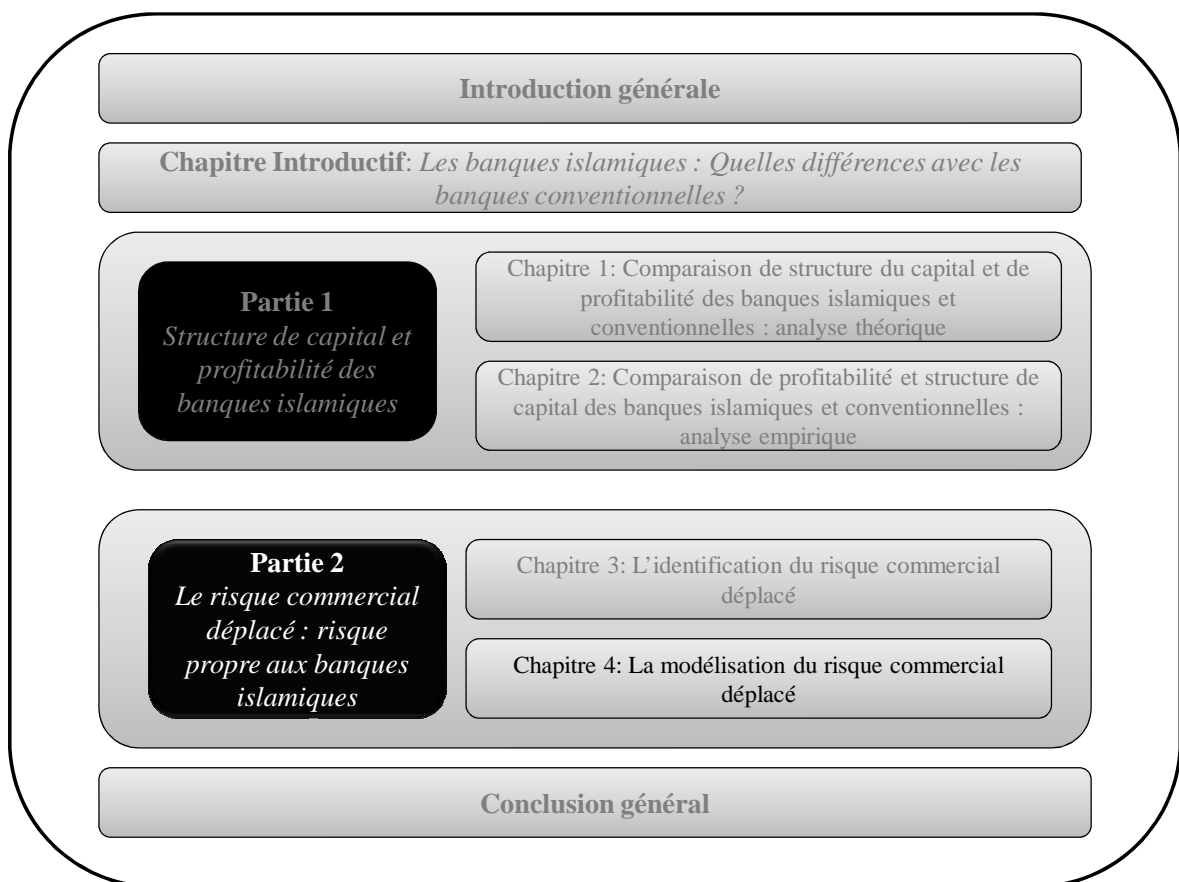 Introduction générale
Chapitre Introductif: Les banques islamiques : Quelles différences avec les
banques conventionnelles ?
Partie 1
Structure de capital et
profitabilité des
banques islamiques
Chapitre 1: Comparaison de structure du capital et de
profitabilité des banques islamiques et
conventionnelles : analyse théorique
Chapitre 2: Comparaison de profitabilité et structure de
capital des banques islamiques et conventionnelles :
analyse empirique
Partie 2
Le risque commercial
déplacé : risque
propre aux banques
islamiques
Chapitre 3: L'identification du risque commercial
déplacé
Chapitre 4: La modélisation du risque commercial
déplacé
Conclusion général